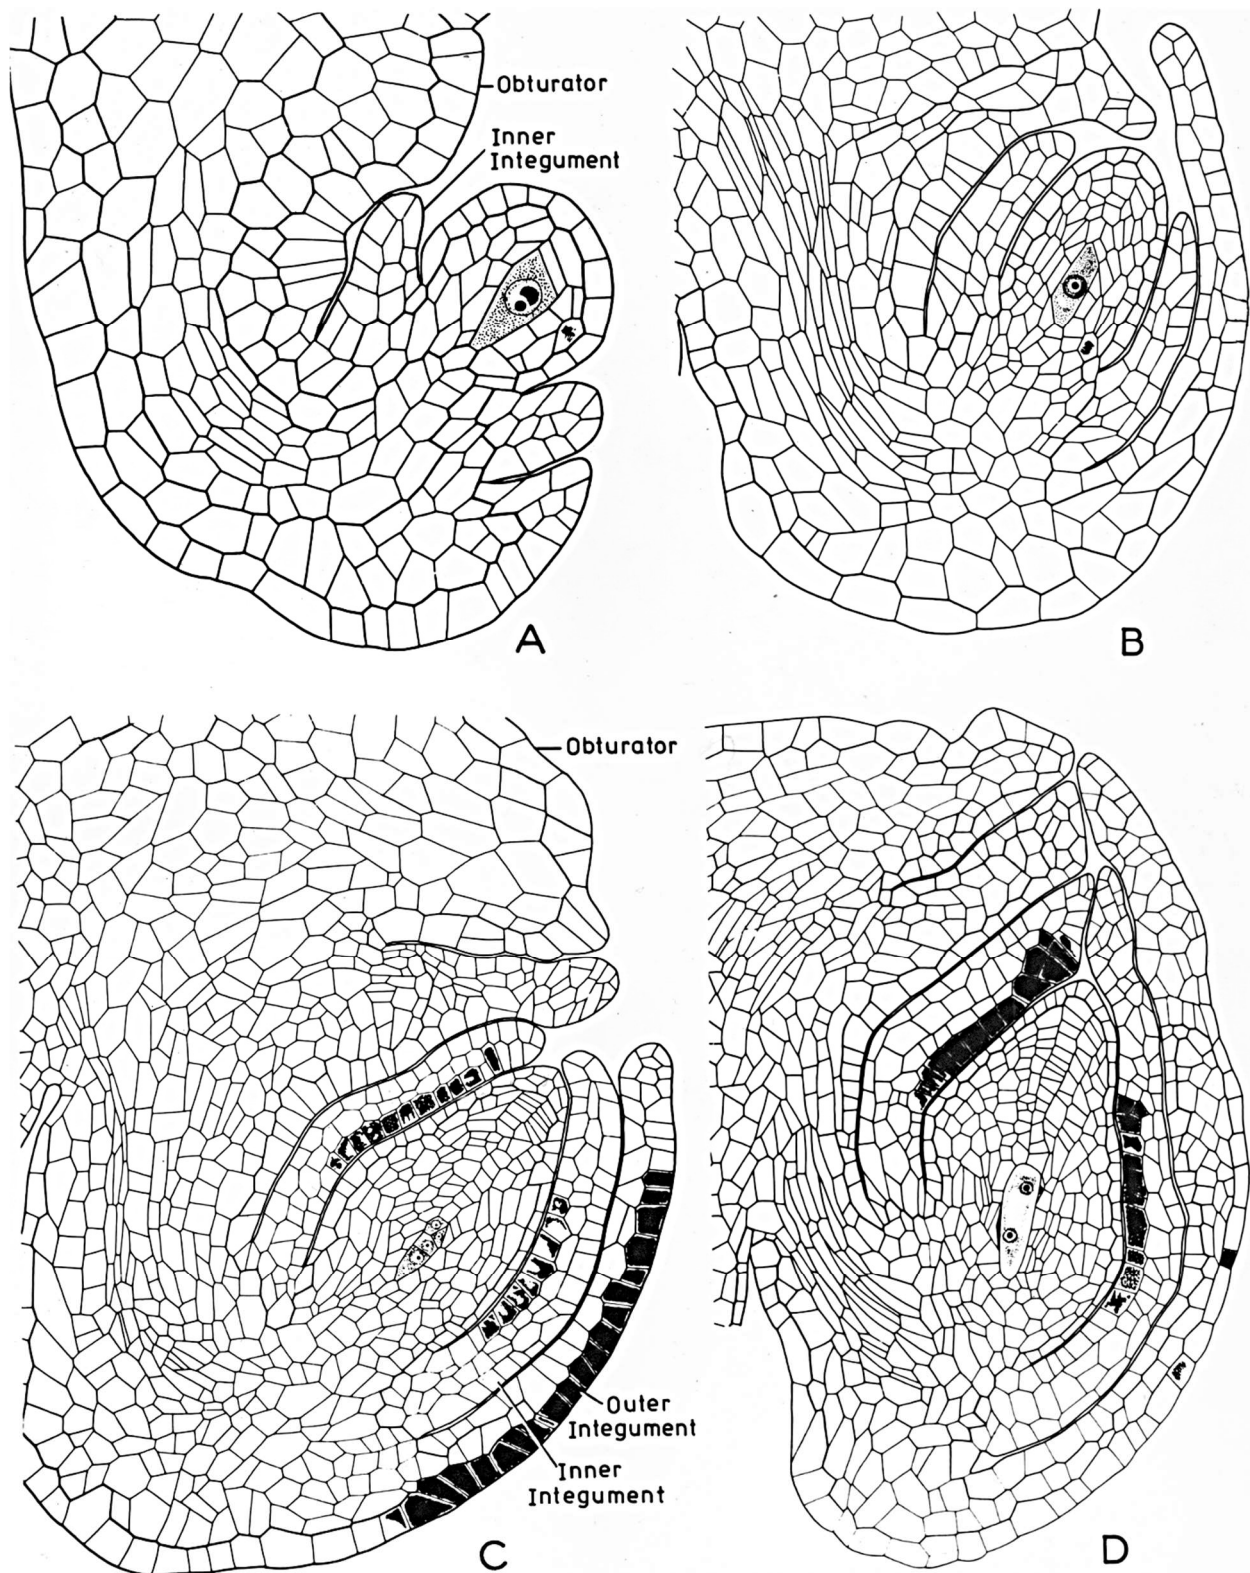 Obturator
Inner
Integument
A
B
Obturator
Outer
Integument
Inner
Integument
C
D